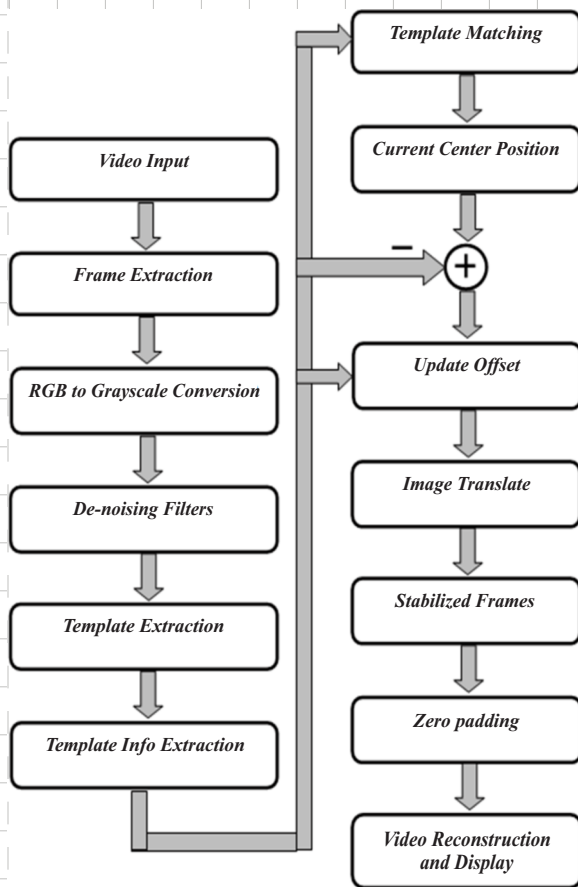 Video Input
Frame Extraction
RGB to Grayscale Conversion
De-noising Filters
Template Extraction
Template Info Extraction
Template Matching
Current Center Position
−
+
Update Offset
Image Translate
Stabilized Frames
Zero padding
Video Reconstruction
and Display